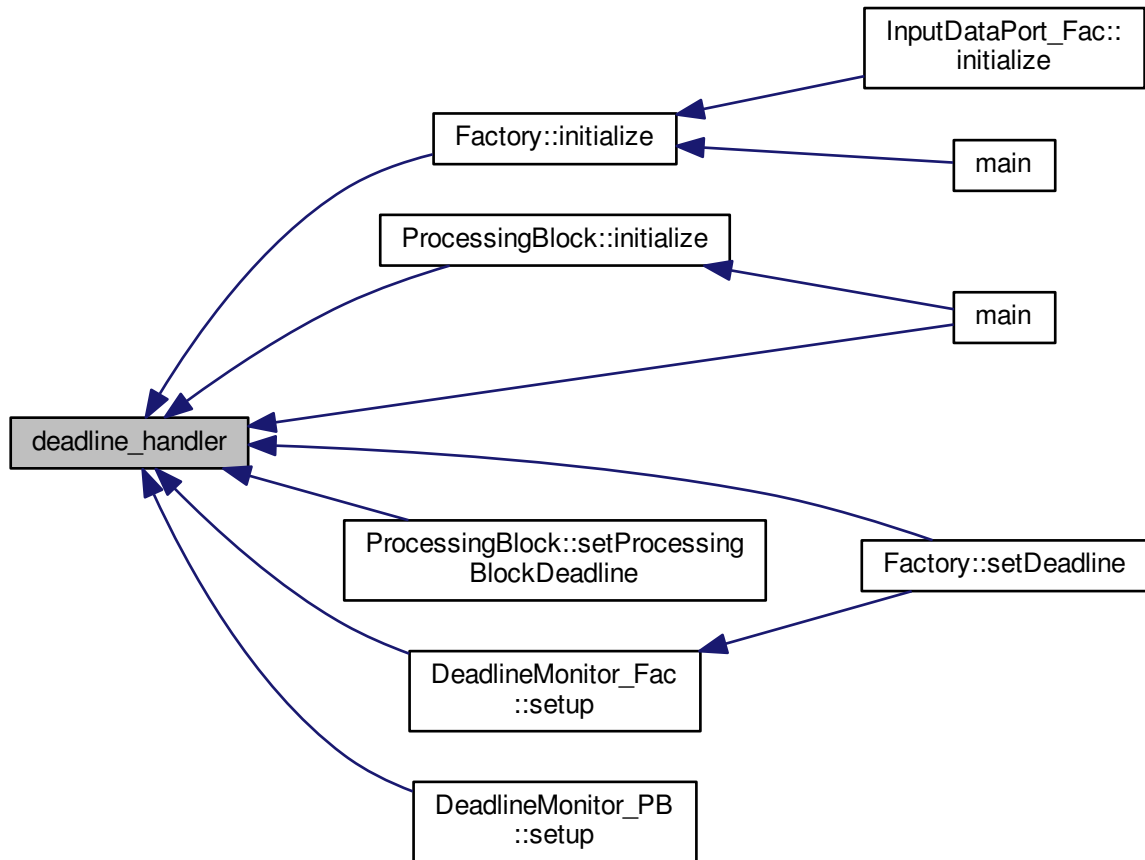 InputDataPort_Fac::
initialize
Factory::initialize
main
ProcessingBlock::initialize
main
deadline_handler
ProcessingBlock::setProcessing
BlockDeadline
Factory::setDeadline
DeadlineMonitor_Fac
::setup
DeadlineMonitor_PB
::setup